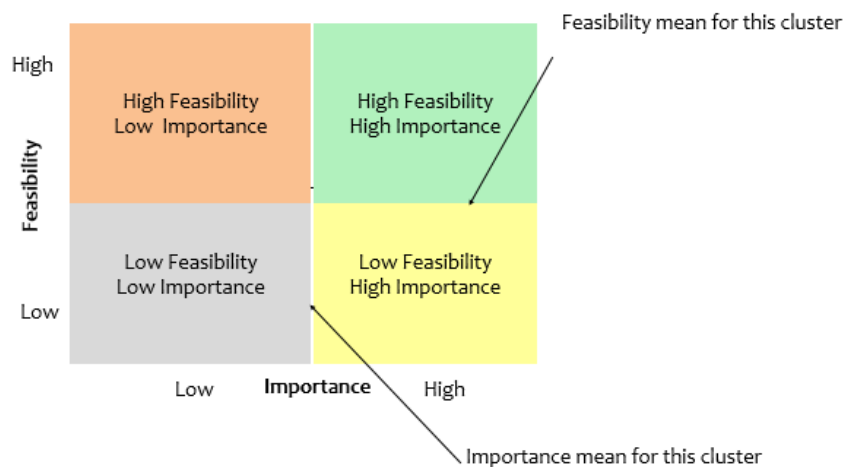 Feasibility mean for this cluster
High
High Feasibility
Low Importance
High Feasibility
High Importance
Feasibility
Low Feasibility
Low Importance
Low Feasibility
High Importance
Low
Low
Importance
High
Importance mean for this cluster